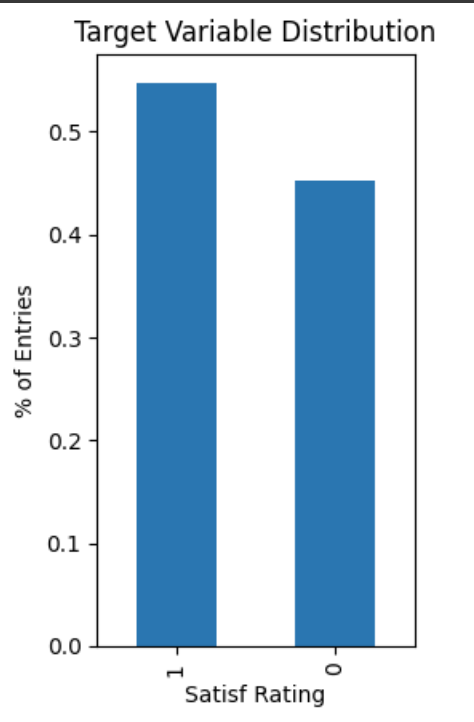 Target Variable Distribution
% of Entries
0.5
0.4
0.3
0.2
0.1
0.0
1
0
Satisf Rating